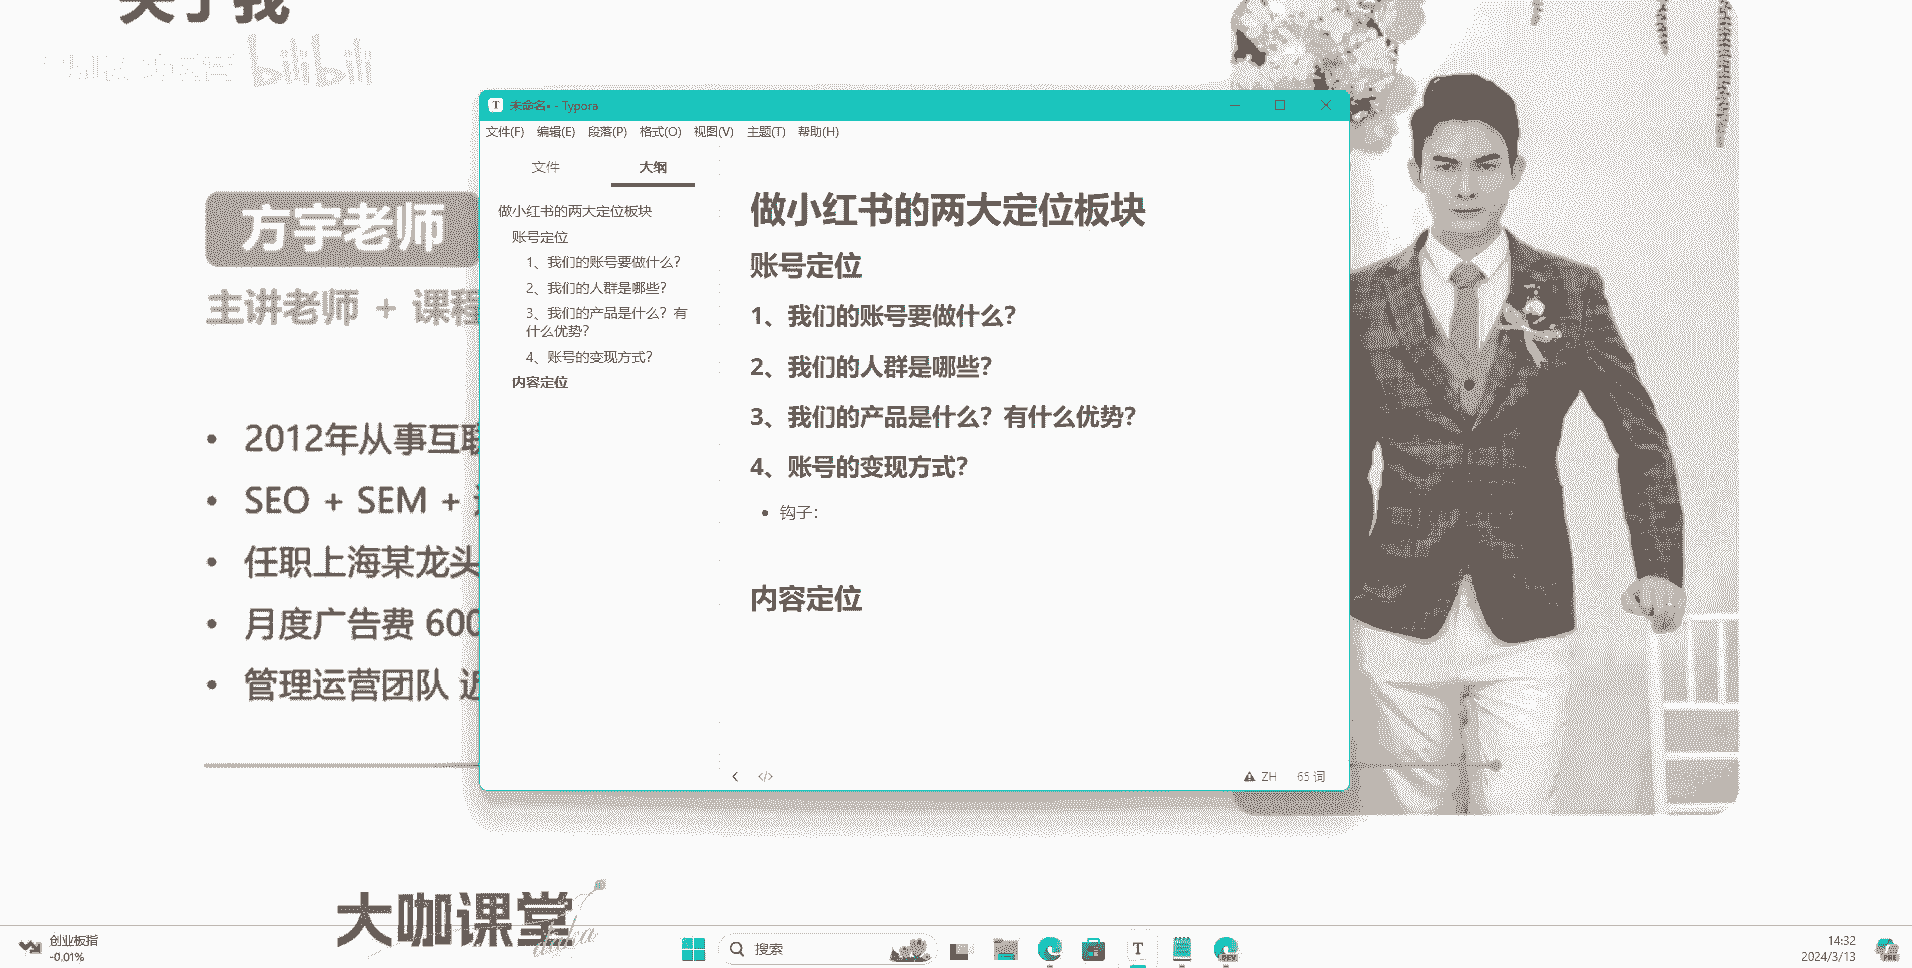 关于我
bilibili
方宇老师
主讲老师 + 课程
2012年从事互联
SEO + SEM +
任职上海某龙头
月度广告费 600
管理运营团队 近
未命名• - Typora
文件(F) 编辑(E) 段落(P) 格式(O) 视图(V) 主题(T) 帮助(H)
文件 大纲
做小红书的两大定位板块
账号定位
1、我们的账号要做什么？
2、我们的人群是哪些？
3、我们的产品是什么？有
什么优势？
4、账号的变现方式？
内容定位
做小红书的两大定位板块
账号定位
1、我们的账号要做什么？
2、我们的人群是哪些？
3、我们的产品是什么？有什么优势？
4、账号的变现方式？
钩子：
内容定位
ZH 65 词
大咖课堂
daka
创业板指
-0.01%
搜索
DEV
14:32
2024/3/13
PRE